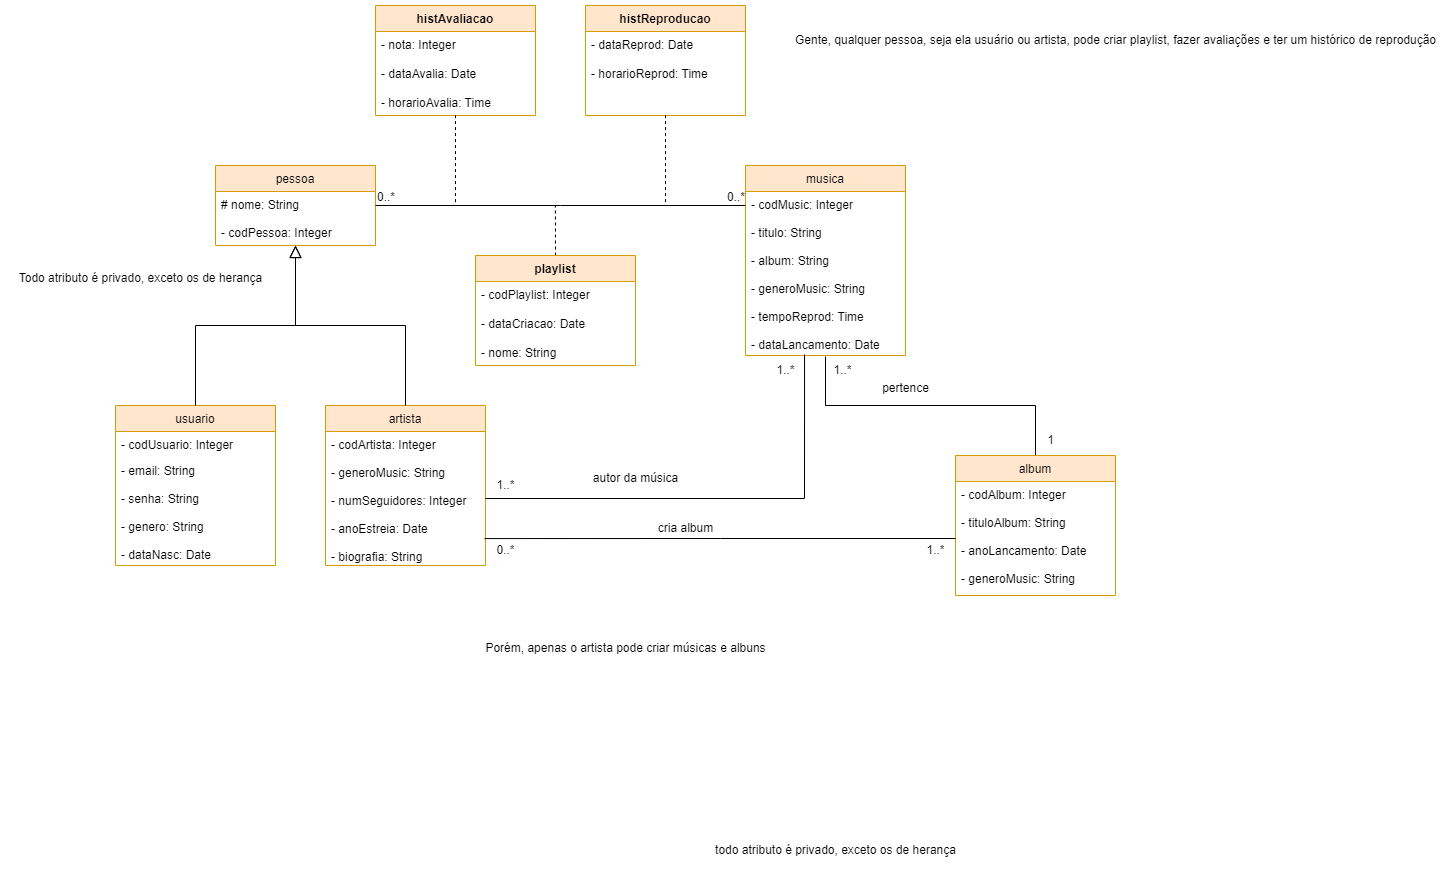 histAvaliacao
- nota: Integer
- dataAvalia: Date
- horarioAvalia: Time
histReproducao
- dataReprod: Date
- horarioReprod: Time
Gente, qualquer pessoa, seja ela usuário ou artista, pode criar playlist, fazer avaliações e ter um histórico de reprodução
pessoa
# nome: String
- codPessoa: Integer
0..*
0..*
musica
- codMusic: Integer
- titulo: String
- album: String
- generoMusic: String
- tempoReprod: Time
- dataLancamento: Date
Todo atributo é privado, exceto os de herança
playlist
- codPlaylist: Integer
- dataCriacao: Date
- nome: String
1..*
1..*
pertence
1
usuario
- codUsuario: Integer
- email: String
- senha: String
- genero: String
- dataNasc: Date
artista
- codArtista: Integer
- generoMusic: String
- numSeguidores: Integer
- anoEstreia: Date
- biografia: String
1..*
autor da música
cria album
0..*
1..*
album
- codAlbum: Integer
- tituloAlbum: String
- anoLancamento: Date
- generoMusic: String
Porém, apenas o artista pode criar músicas e albuns
todo atributo é privado, exceto os de herança